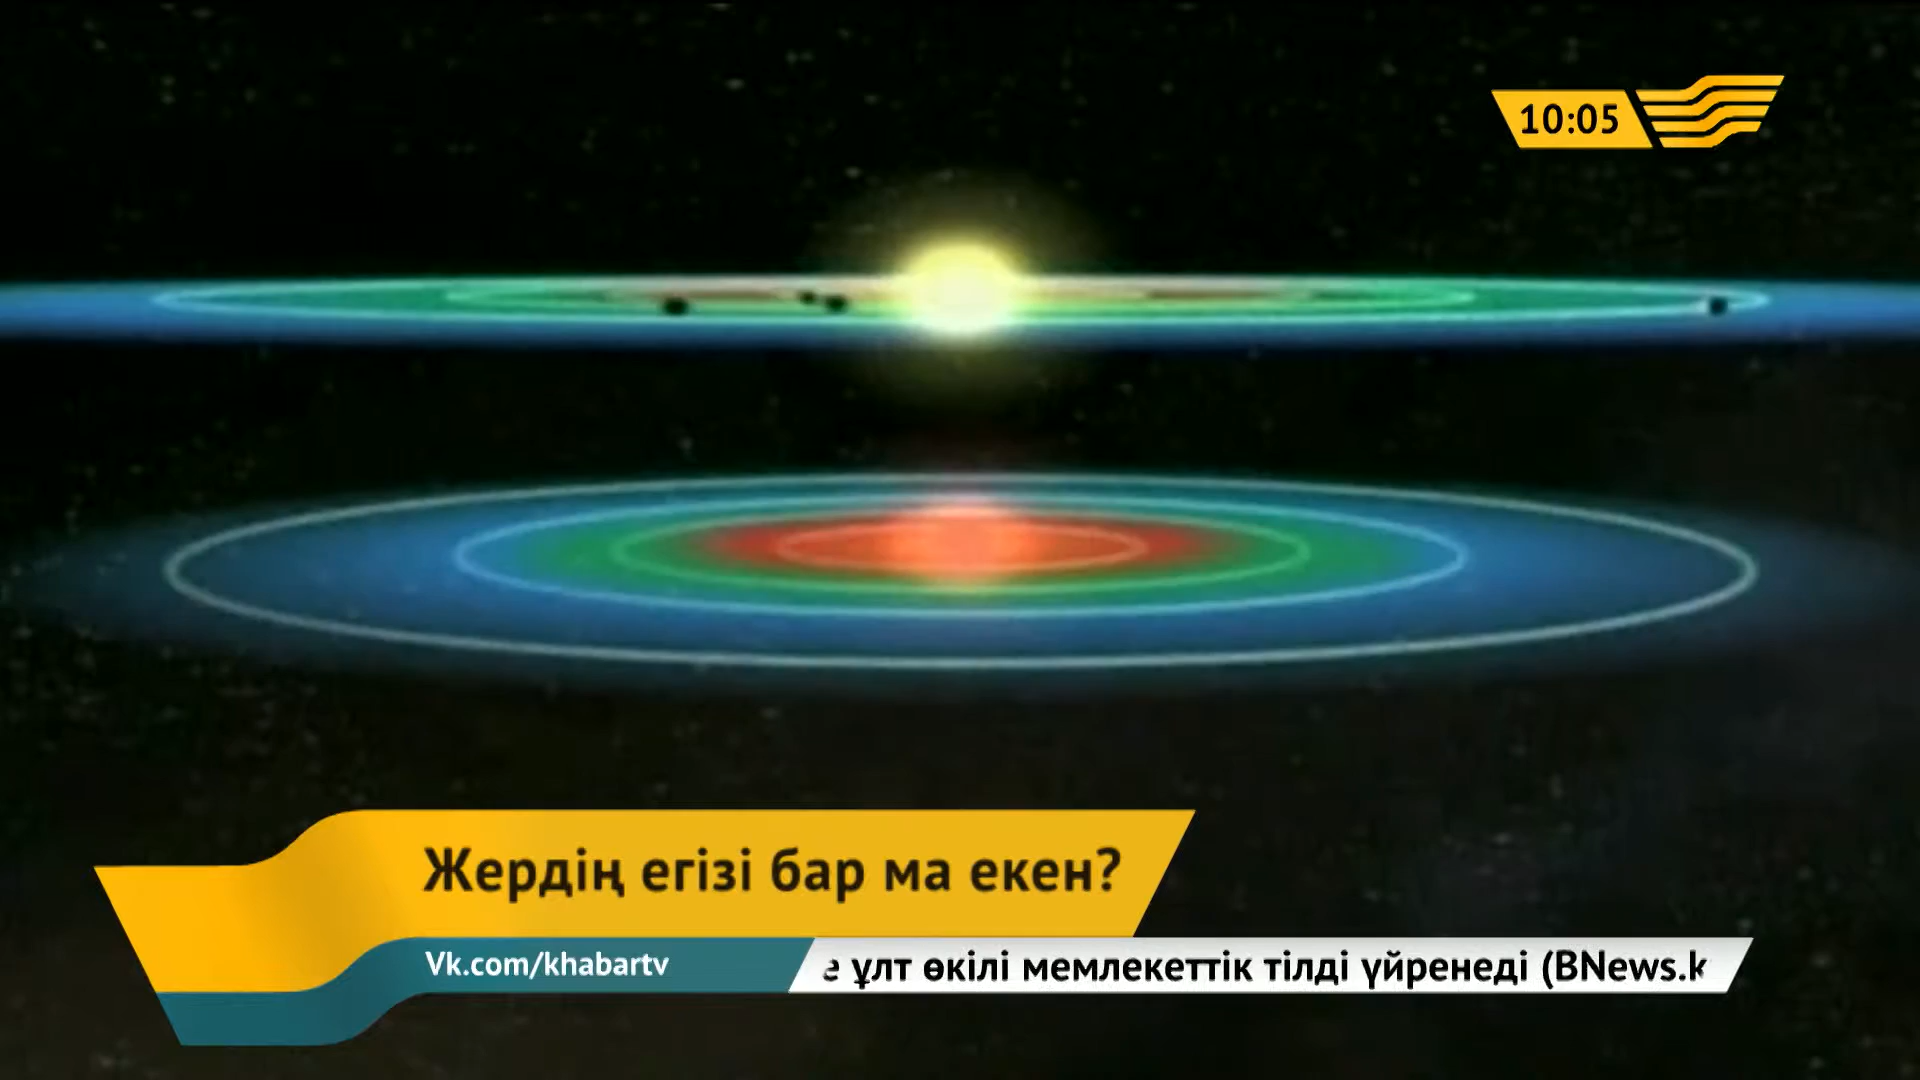 10:05
Жердің егізі бар ма екен?
Vk.com/khabartv
ұлт өкілі мемлекеттік тілді үйренеді (BNews.k